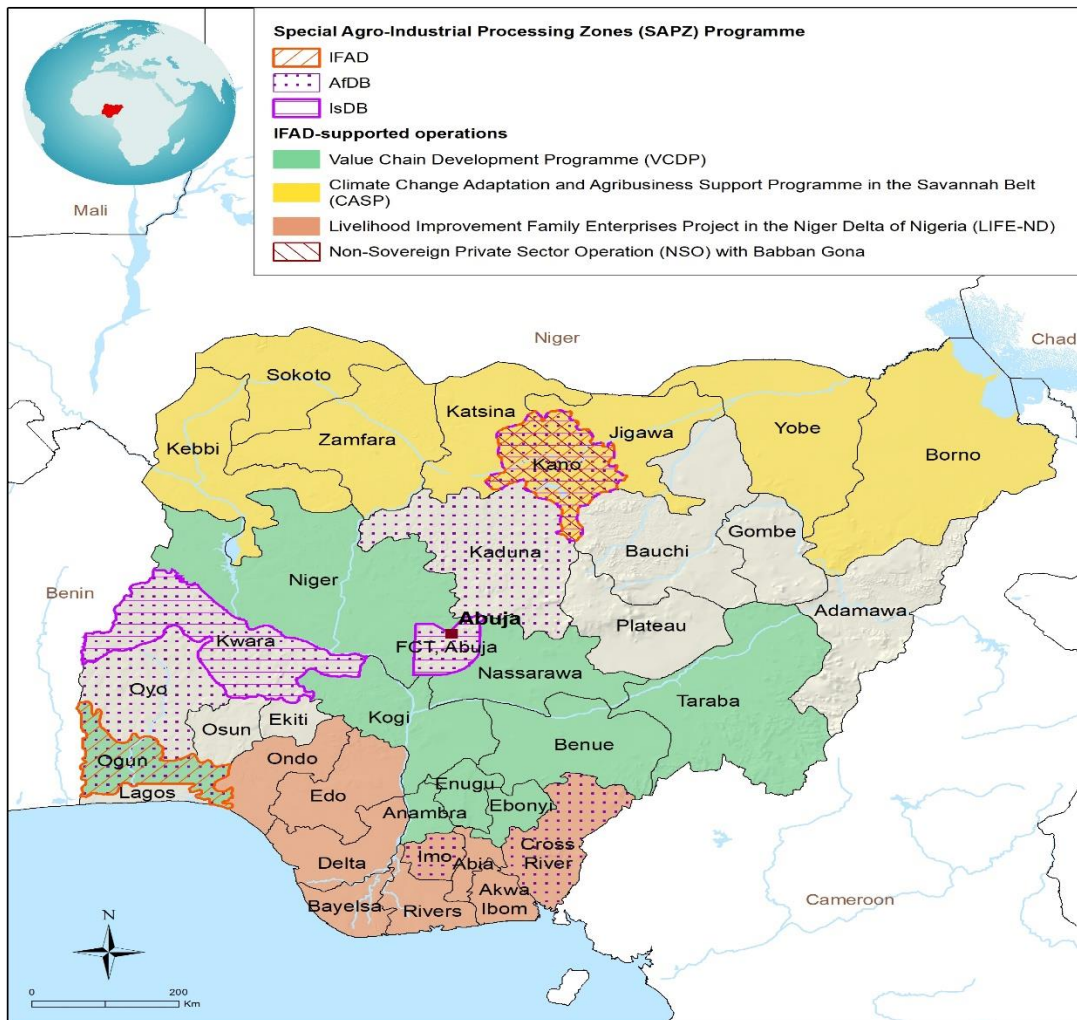 Special Agro-Industrial Processing Zones (SAPZ) Programme
IFAD
AfDB
IsDB
IFAD-supported operations
Value Chain Development Programme (VCDP)
Climate Change Adaptation and Agribusiness Support Programme in the Savannah Belt
(CASP)
Livelihood Improvement Family Enterprises Project in the Niger Delta of Nigeria (LIFE-ND)
Non-Sovereign Private Sector Operation (NSO) with Babban Gona
Mali
Niger
Chad
Sokoto
Katsina
Jigawa
Yobe
Borno
Kebbi
Zamfara
Kano
Kaduna
Bauchi
Gombe
Niger
Benin
Adamawa
Abuja
Plateau
Kwara
FCT, Abuja
Nassarawa
Oyo
Taraba
Kogi
Osun
Ekiti
Benue
Ogun
Ondo
Lagos
Edo
Enugu
Ebonyi
Anambra
Cross
River
Imo
Abia
Delta
Akwa
Ibom
Bayelsa
Rivers
Cameroon
N
0
200
Km